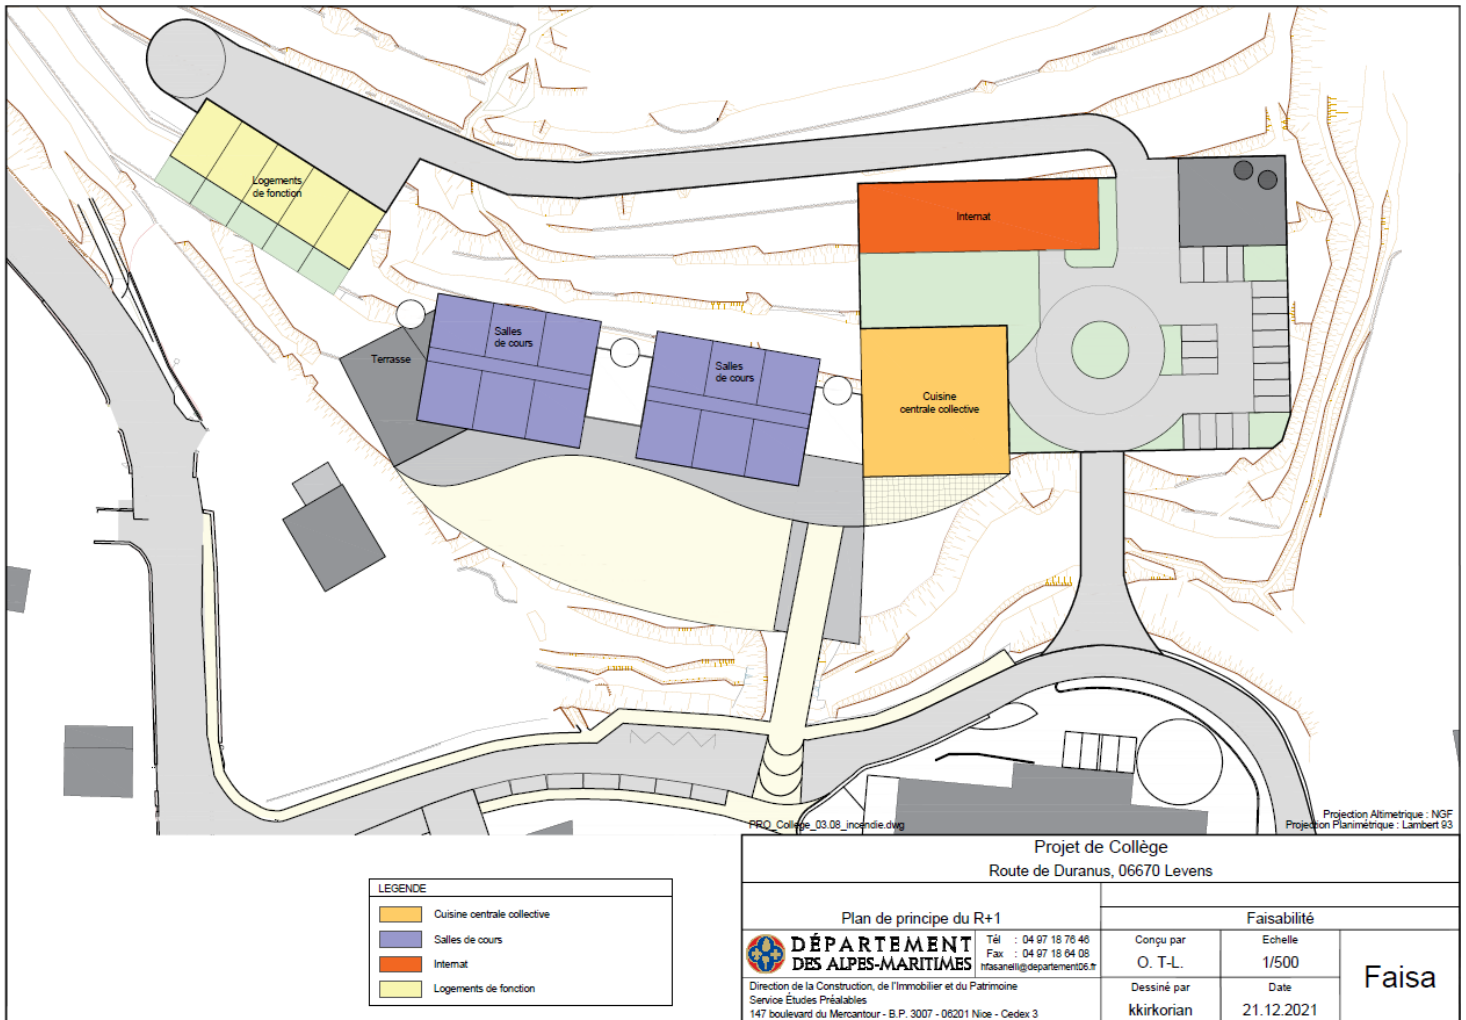 Logements
de fonction
Internat
Salles
de cours
Terrasse
Salles
de cours
Cuisine
centrale collective
PRO_College_03.08_incendie.dwg
Projection Altimetrique : NGF
Projection Planimétrique : Lambert 93
Projet de Collège
Route de Duranus, 06670 Levens
Plan de principe du R+1
Faisabilité
DÉPARTEMENT
DES ALPES-MARITIMES
Tél : 04 97 18 76 46
Fax : 04 97 18 64 08
hfasanelli@departement06.fr
Conçu par
O. T-L.
Echelle
1/500
Faisa
Direction de la Construction, de l'Immobilier et du Patrimoine
Service Études Préalables
147 boulevard du Mercantour - B.P. 3007 - 06201 Nice - Cedex 3
Dessiné par
kkirkorian
Date
21.12.2021
LEGENDE
Cuisine centrale collective
Salles de cours
Internat
Logements de fonction